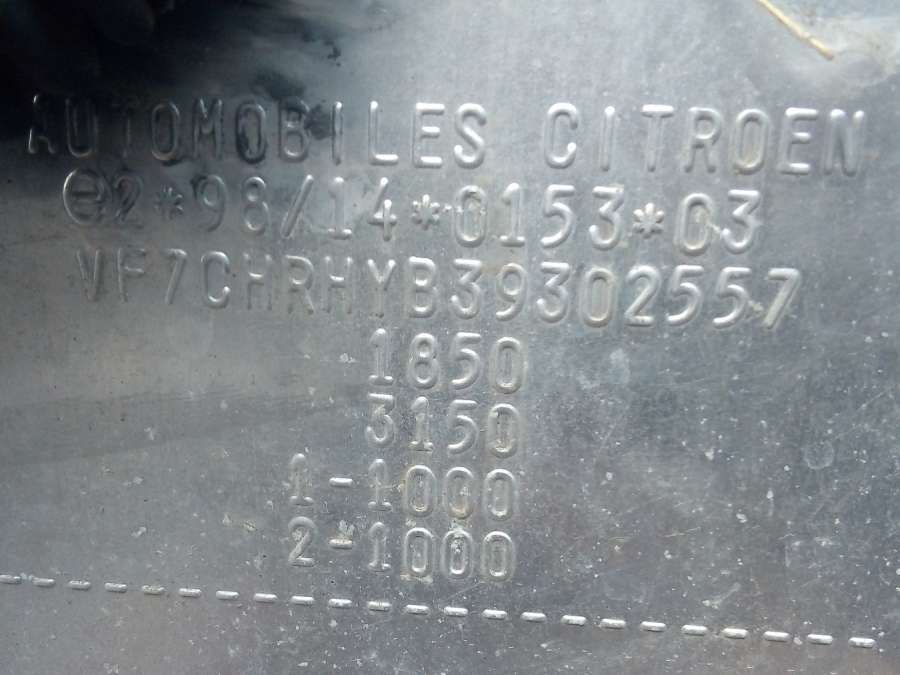 AUTOMOBILES CITROEN
e2*98/14*0153*03
VF7CHRHYB39302557
1850
3150
1-1000
2-1000